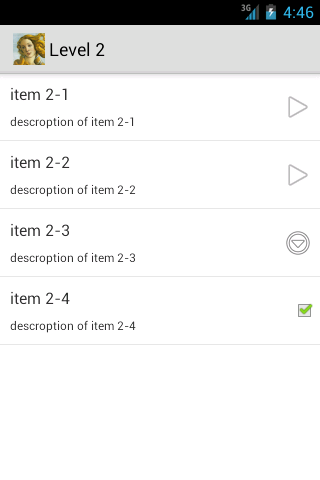 3G 4:46
Level 2
item 2-1
descroption of item 2-1
item 2-2
descroption of item 2-2
item 2-3
descroption of item 2-3
item 2-4
descroption of item 2-4